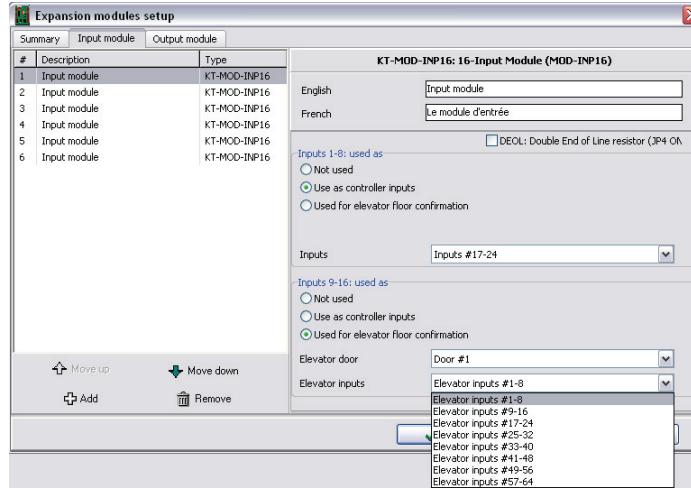 Expansion modules setup
Summary Input module Output module
# Description Type
1 Input module KT-MOD-INP16
2 Input module KT-MOD-INP16
3 Input module KT-MOD-INP16
4 Input module KT-MOD-INP16
5 Input module KT-MOD-INP16
6 Input module KT-MOD-INP16
Move up Move down
Add Remove
KT-MOD-INP16: 16-Input Module (MOD-INP16)
English Input module
French Le module d'entrée
DEOL: Double End of Line resistor (JP4 ON
Inputs 1-8: used as
Not used
Use as controller inputs
Used for elevator floor confirmation
Inputs Inputs #17-24
Inputs 9-16: used as
Not used
Use as controller inputs
Used for elevator floor confirmation
Elevator door Door #1
Elevator inputs Elevator inputs #1-8
Elevator inputs #1-8
Elevator inputs #9-16
Elevator inputs #17-24
Elevator inputs #25-32
Elevator inputs #33-40
Elevator inputs #41-48
Elevator inputs #49-56
Elevator inputs #57-64